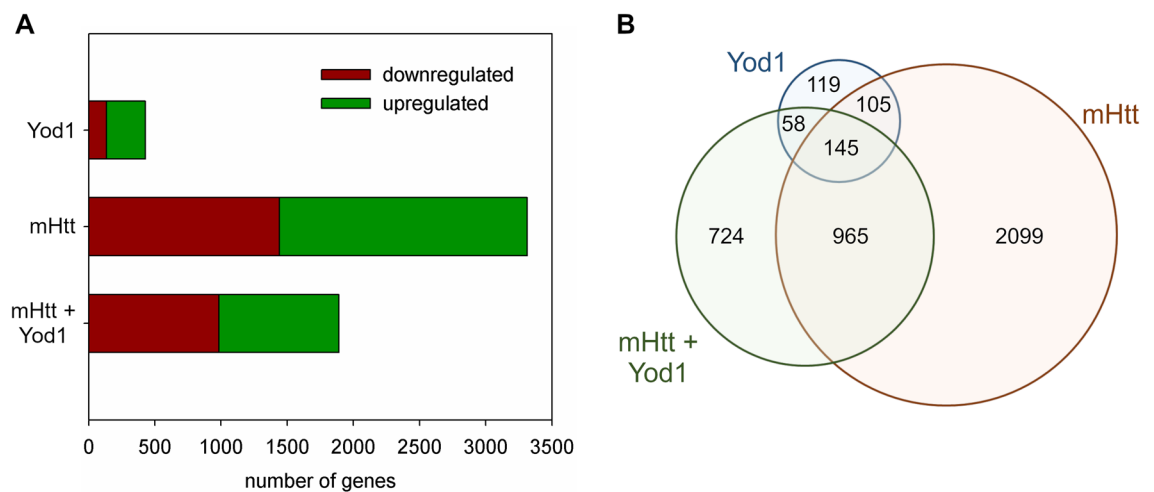 A
downregulated
upregulated
Yod1
mHtt
mHtt +
Yod1
0 500 1000 1500 2000 2500 3000 3500
number of genes
B
Yod1
119
105
mHtt
58
145
724
965
2099
mHtt +
Yod1